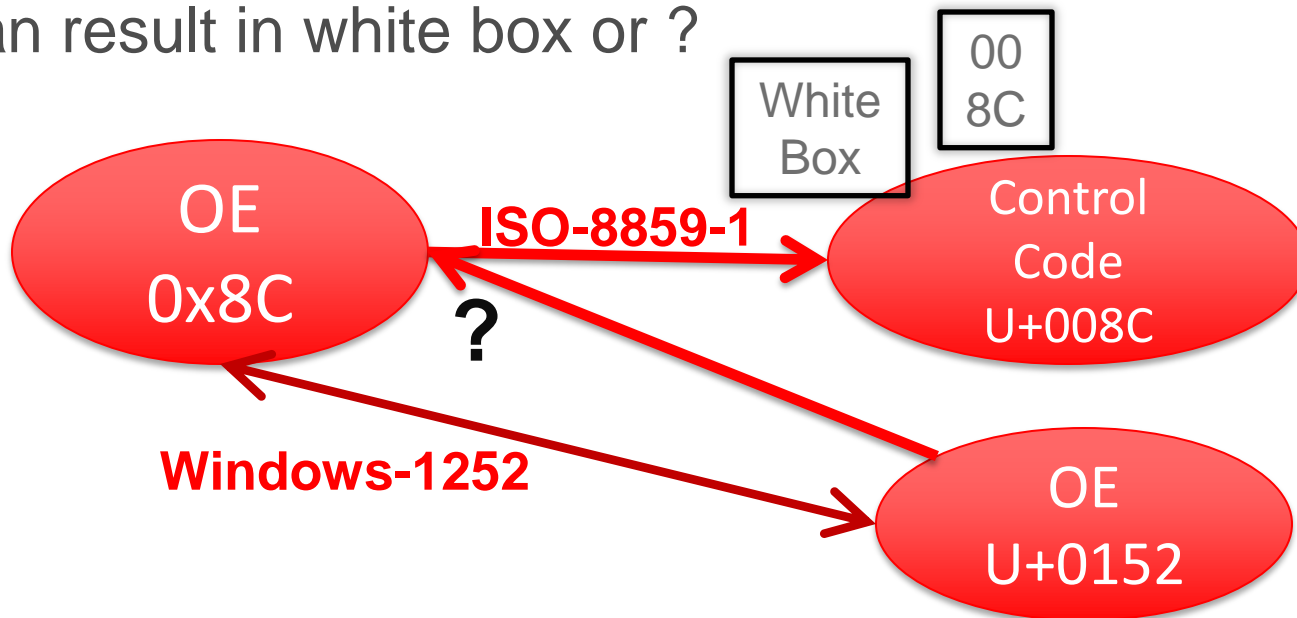 an result in white box or ?
00
8C
White
Box
OE
0x8C
ISO-8859-1
Control
Code
U+008C
?
Windows-1252
OE
U+0152